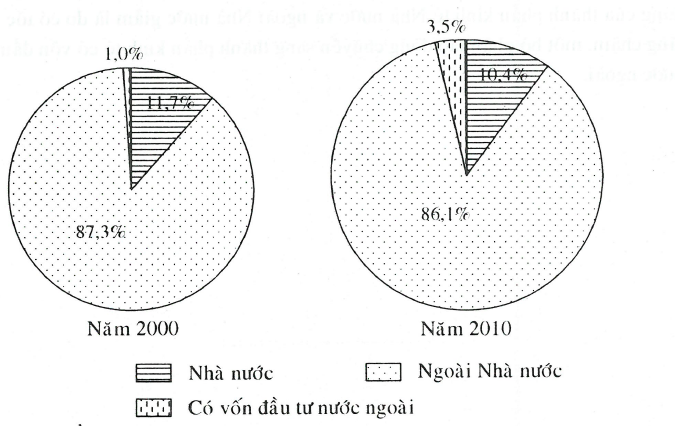 3,5%
1,0%
10,4%
11,7%
87,3%
86,1%
Năm 2000
Năm 2010
Nhà nước
Ngoài Nhà nước
Có vốn đầu tư nước ngoài